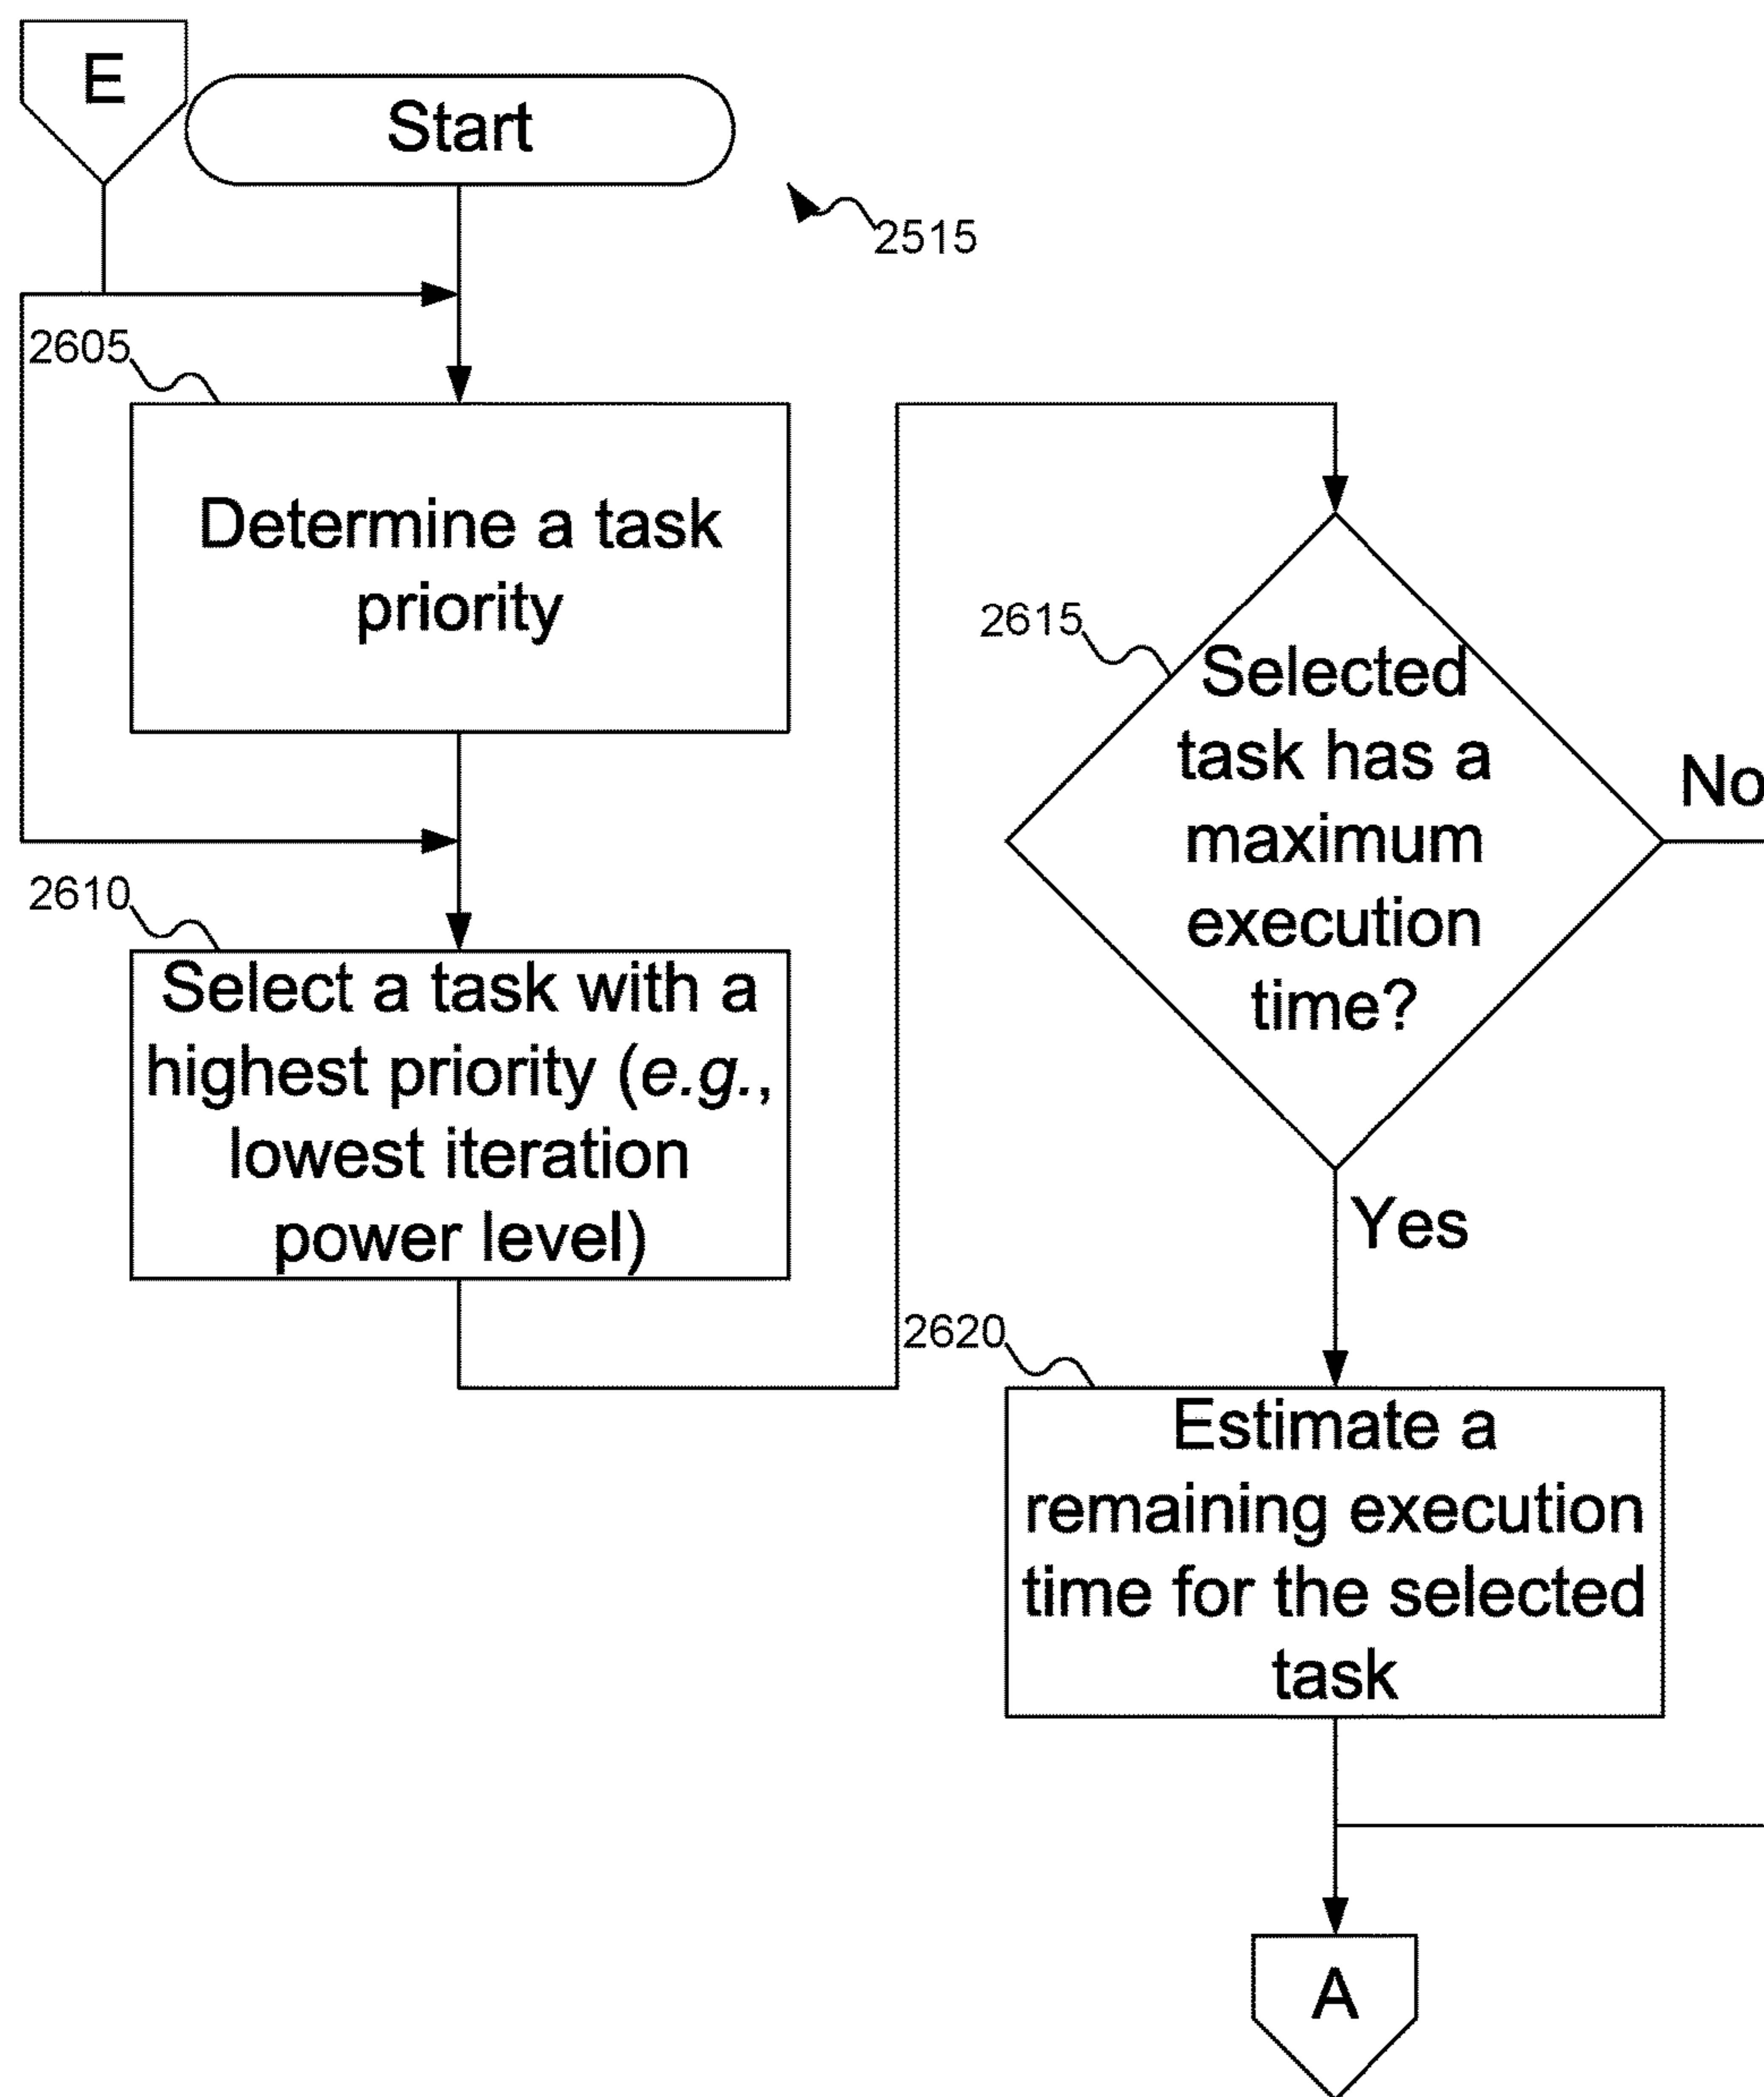 E
Start
2515
2605
Determine a task
priority
2610
Select a task with a
highest priority (e.g.,
lowest iteration
power level)
2615
Selected
task has a
maximum
execution
time?
No
Yes
2620
Estimate a
remaining execution
time for the selected
task
A